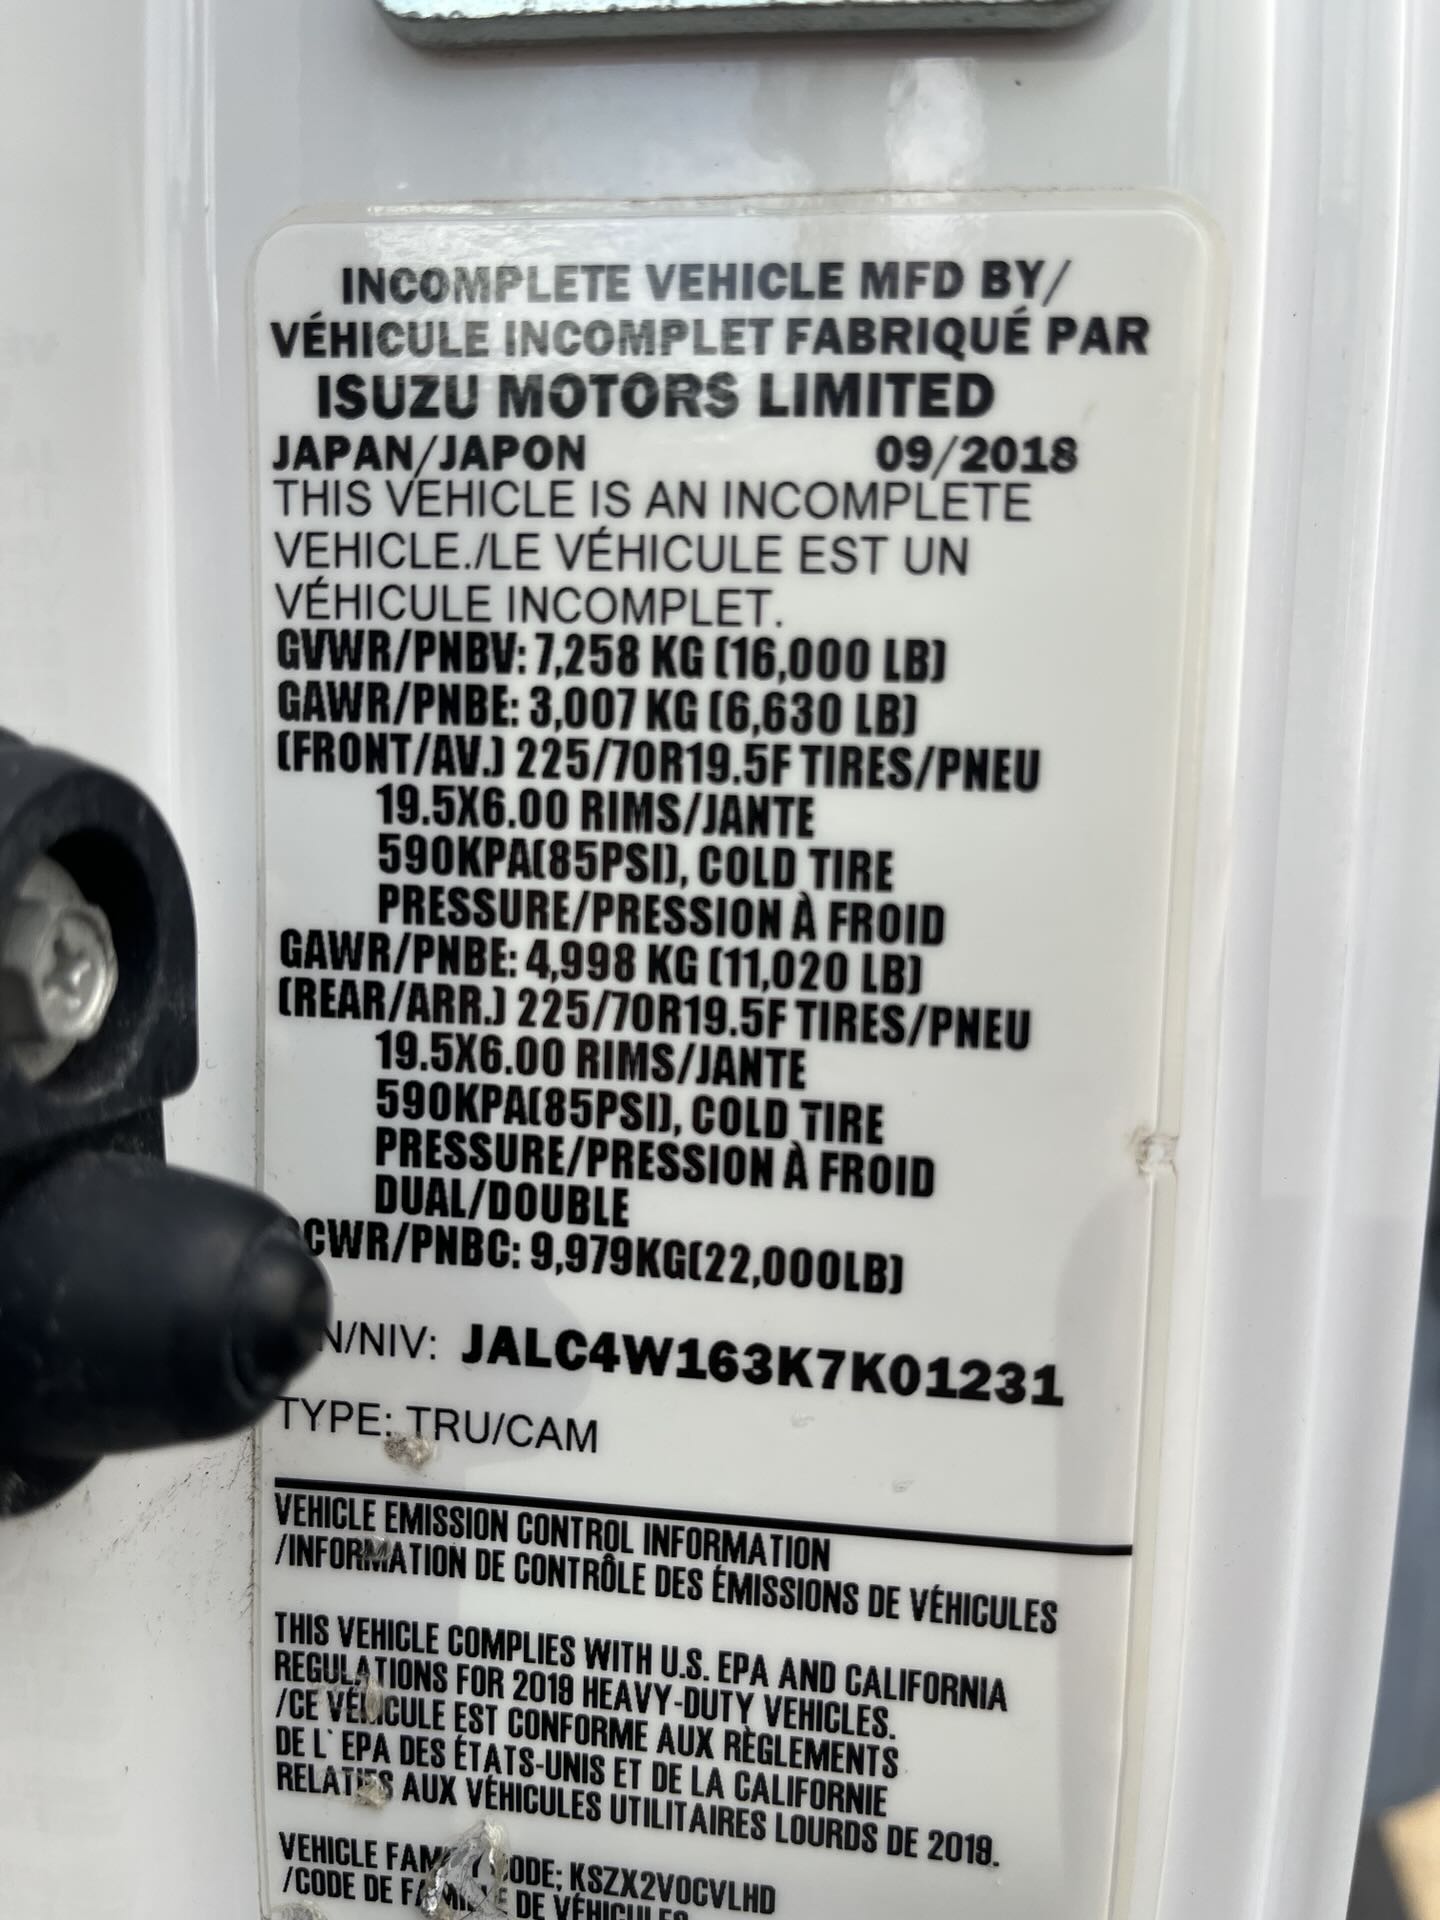 INCOMPLETE VEHICLE MFD BY/
VÉHICULE INCOMPLET FABRIQUÉ PAR
ISUZU MOTORS LIMITED
JAPAN/JAPON 09/2018
THIS VEHICLE IS AN INCOMPLETE
VEHICLE./LE VÉHICULE EST UN
VÉHICULE INCOMPLET.
GVWR/PNBV: 7,258 KG (16,000 LB)
GAWR/PNBE: 3,007 KG (6,630 LB)
(FRONT/AV.) 225/70R19.5F TIRES/PNEU
19.5X6.00 RIMS/JANTE
590KPA(85PSI), COLD TIRE
PRESSURE/PRESSION À FROID
GAWR/PNBE: 4,998 KG (11,020 LB)
(REAR/ARR.) 225/70R19.5F TIRES/PNEU
19.5X6.00 RIMS/JANTE
590KPA(85PSI), COLD TIRE
PRESSURE/PRESSION À FROID
DUAL/DOUBLE
CWR/PNBC: 9,979KG(22,000LB)
N/NIV: JALC4W163K7K01231
TYPE: TRU/CAM
VEHICLE EMISSION CONTROL INFORMATION
/INFORMATION DE CONTRÔLE DES ÉMISSIONS DE VÉHICULES
THIS VEHICLE COMPLIES WITH U.S. EPA AND CALIFORNIA
REGULATIONS FOR 2019 HEAVY-DUTY VEHICLES.
/CE VÉHICULE EST CONFORME AUX RÈGLEMENTS
DE L' EPA DES ÉTATS-UNIS ET DE LA CALIFORNIE
RELATIFS AUX VÉHICULES UTILITAIRES LOURDS DE 2019.
VEHICLE FAMILY CODE; KSZX2VOCVLHD
/CODE DE FAMILLE DE VÉHICULES